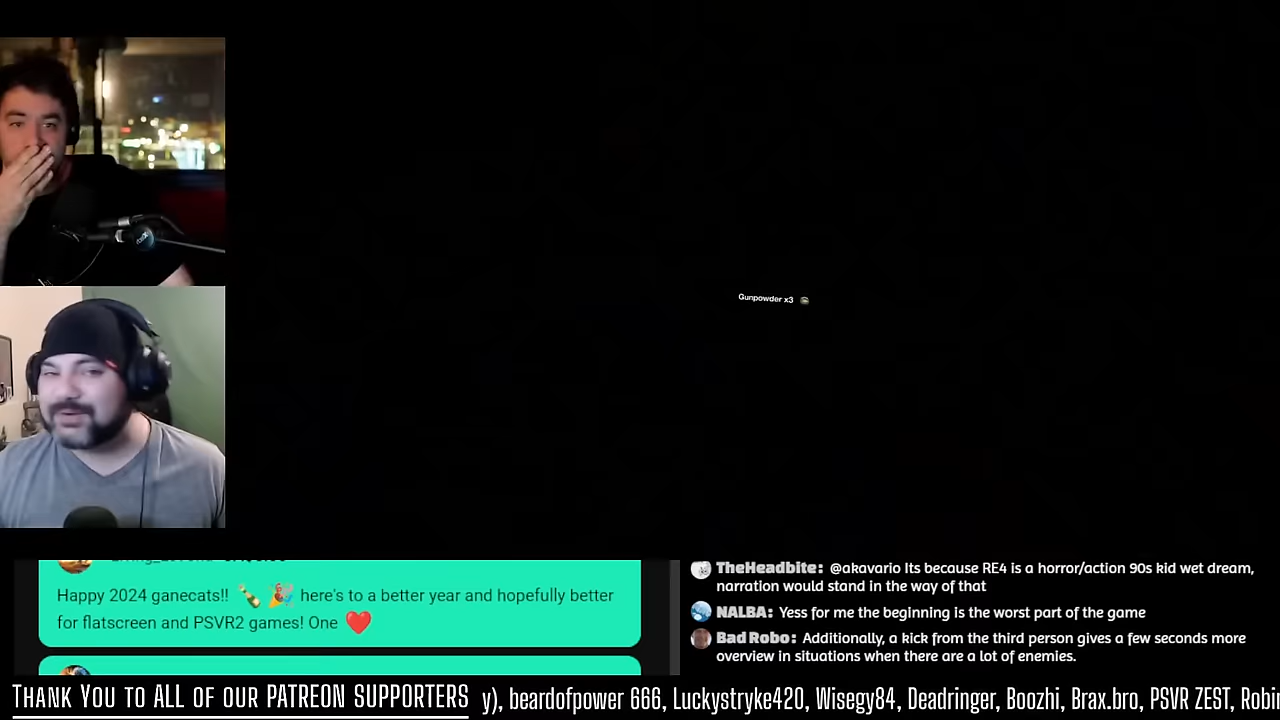 Gunpowder x3
Happy 2024 ganecats!! 🍾 🎉 here's to a better year and hopefully better
for flatscreen and PSVR2 games! One ❤️
TheHeadbite: @akavario Its because RE4 is a horror/action 90s kid wet dream,
narration would stand in the way of that
NALBA: Yess for me the beginning is the worst part of the game
Bad Robo: Additionally, a kick from the third person gives a few seconds more
overview in situations when there are a lot of enemies.
THANK YOU TO ALL OF OUR PATREON SUPPORTERS y), beardofpower 666, Luckystryke420, Wisegy84, Deadringer, Boozhi, Brax.bro, PSVR ZEST, Robi